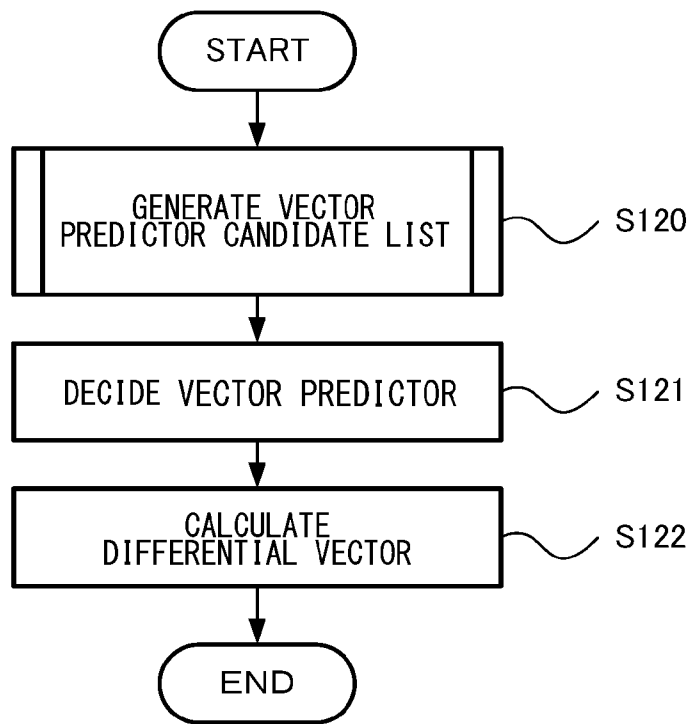 START
GENERATE VECTOR
PREDICTOR CANDIDATE LIST
S120
DECIDE VECTOR PREDICTOR
S121
CALCULATE
DIFFERENTIAL VECTOR
S122
END